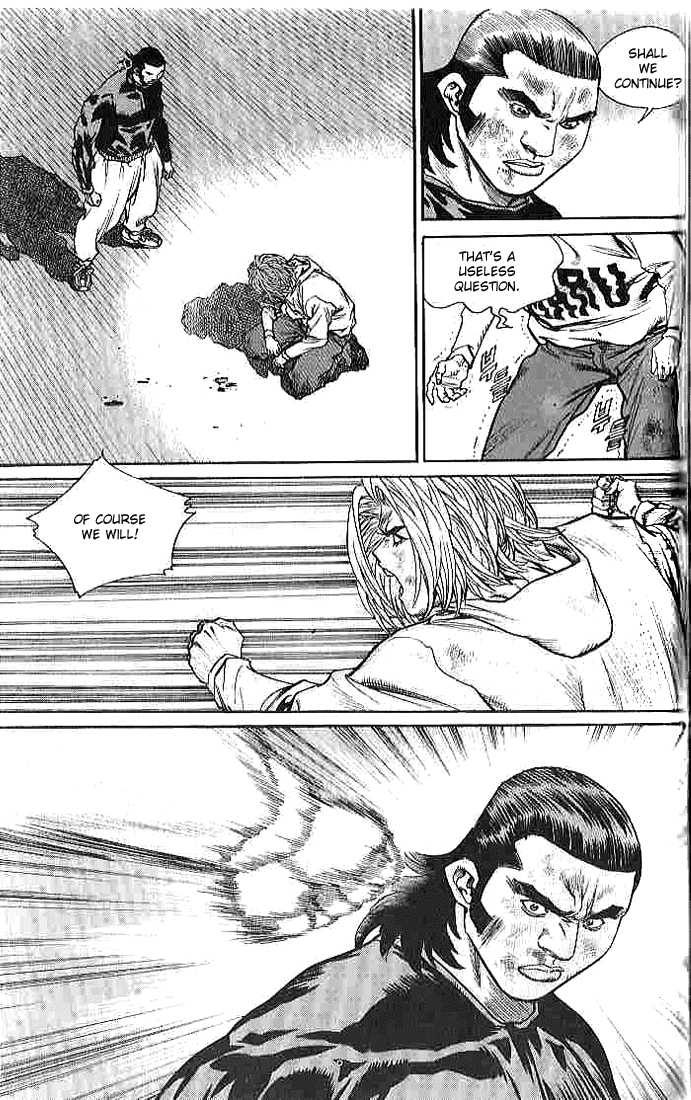 SHALL
WE
CONTINUE?
THAT'S A
USELESS
QUESTION.
OF COURSE
WE WILL!